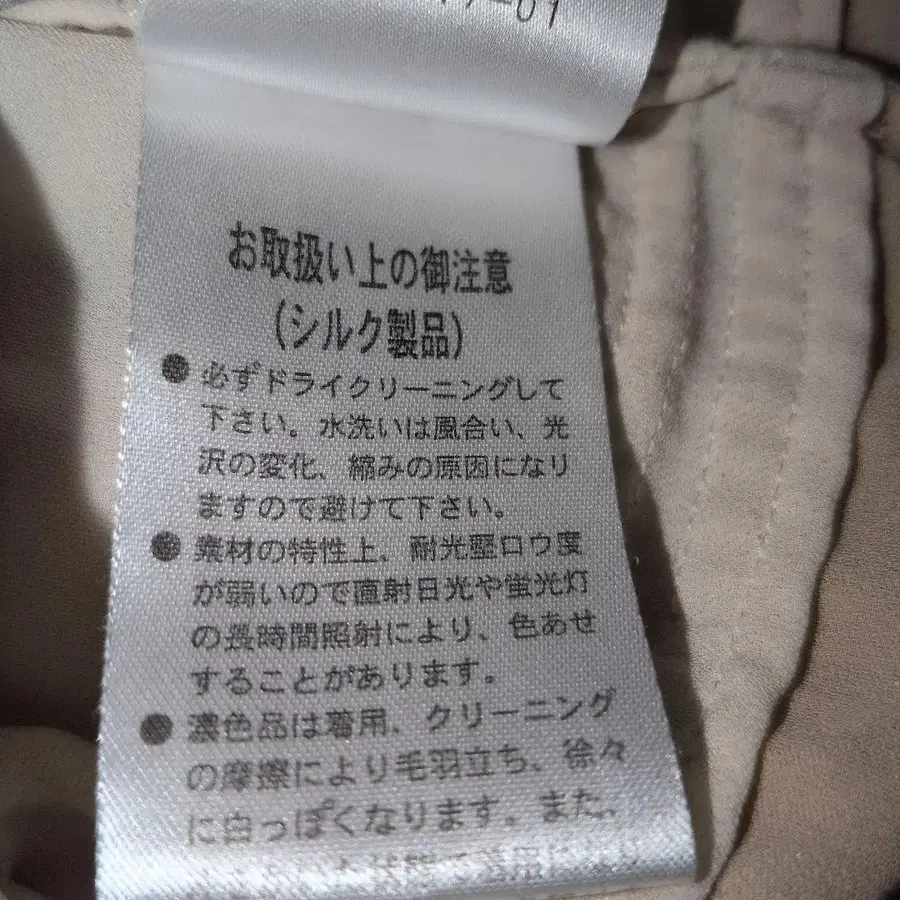 -01
お取扱い上の御注意
(シルク製品)
●必ずドライクリーニングして
下さい。水洗いは風合い、光
沢の変化、縮みの原因になり
ますので避けて下さい。
●素材の特性上、耐光堅ロウ度
が弱いので直射日光や蛍光灯
の長時間照射により、色あせ
することがあります。
●濃色品は着用、クリーニング
の摩擦により毛羽立ち、徐々
に白っぽくなります。また、